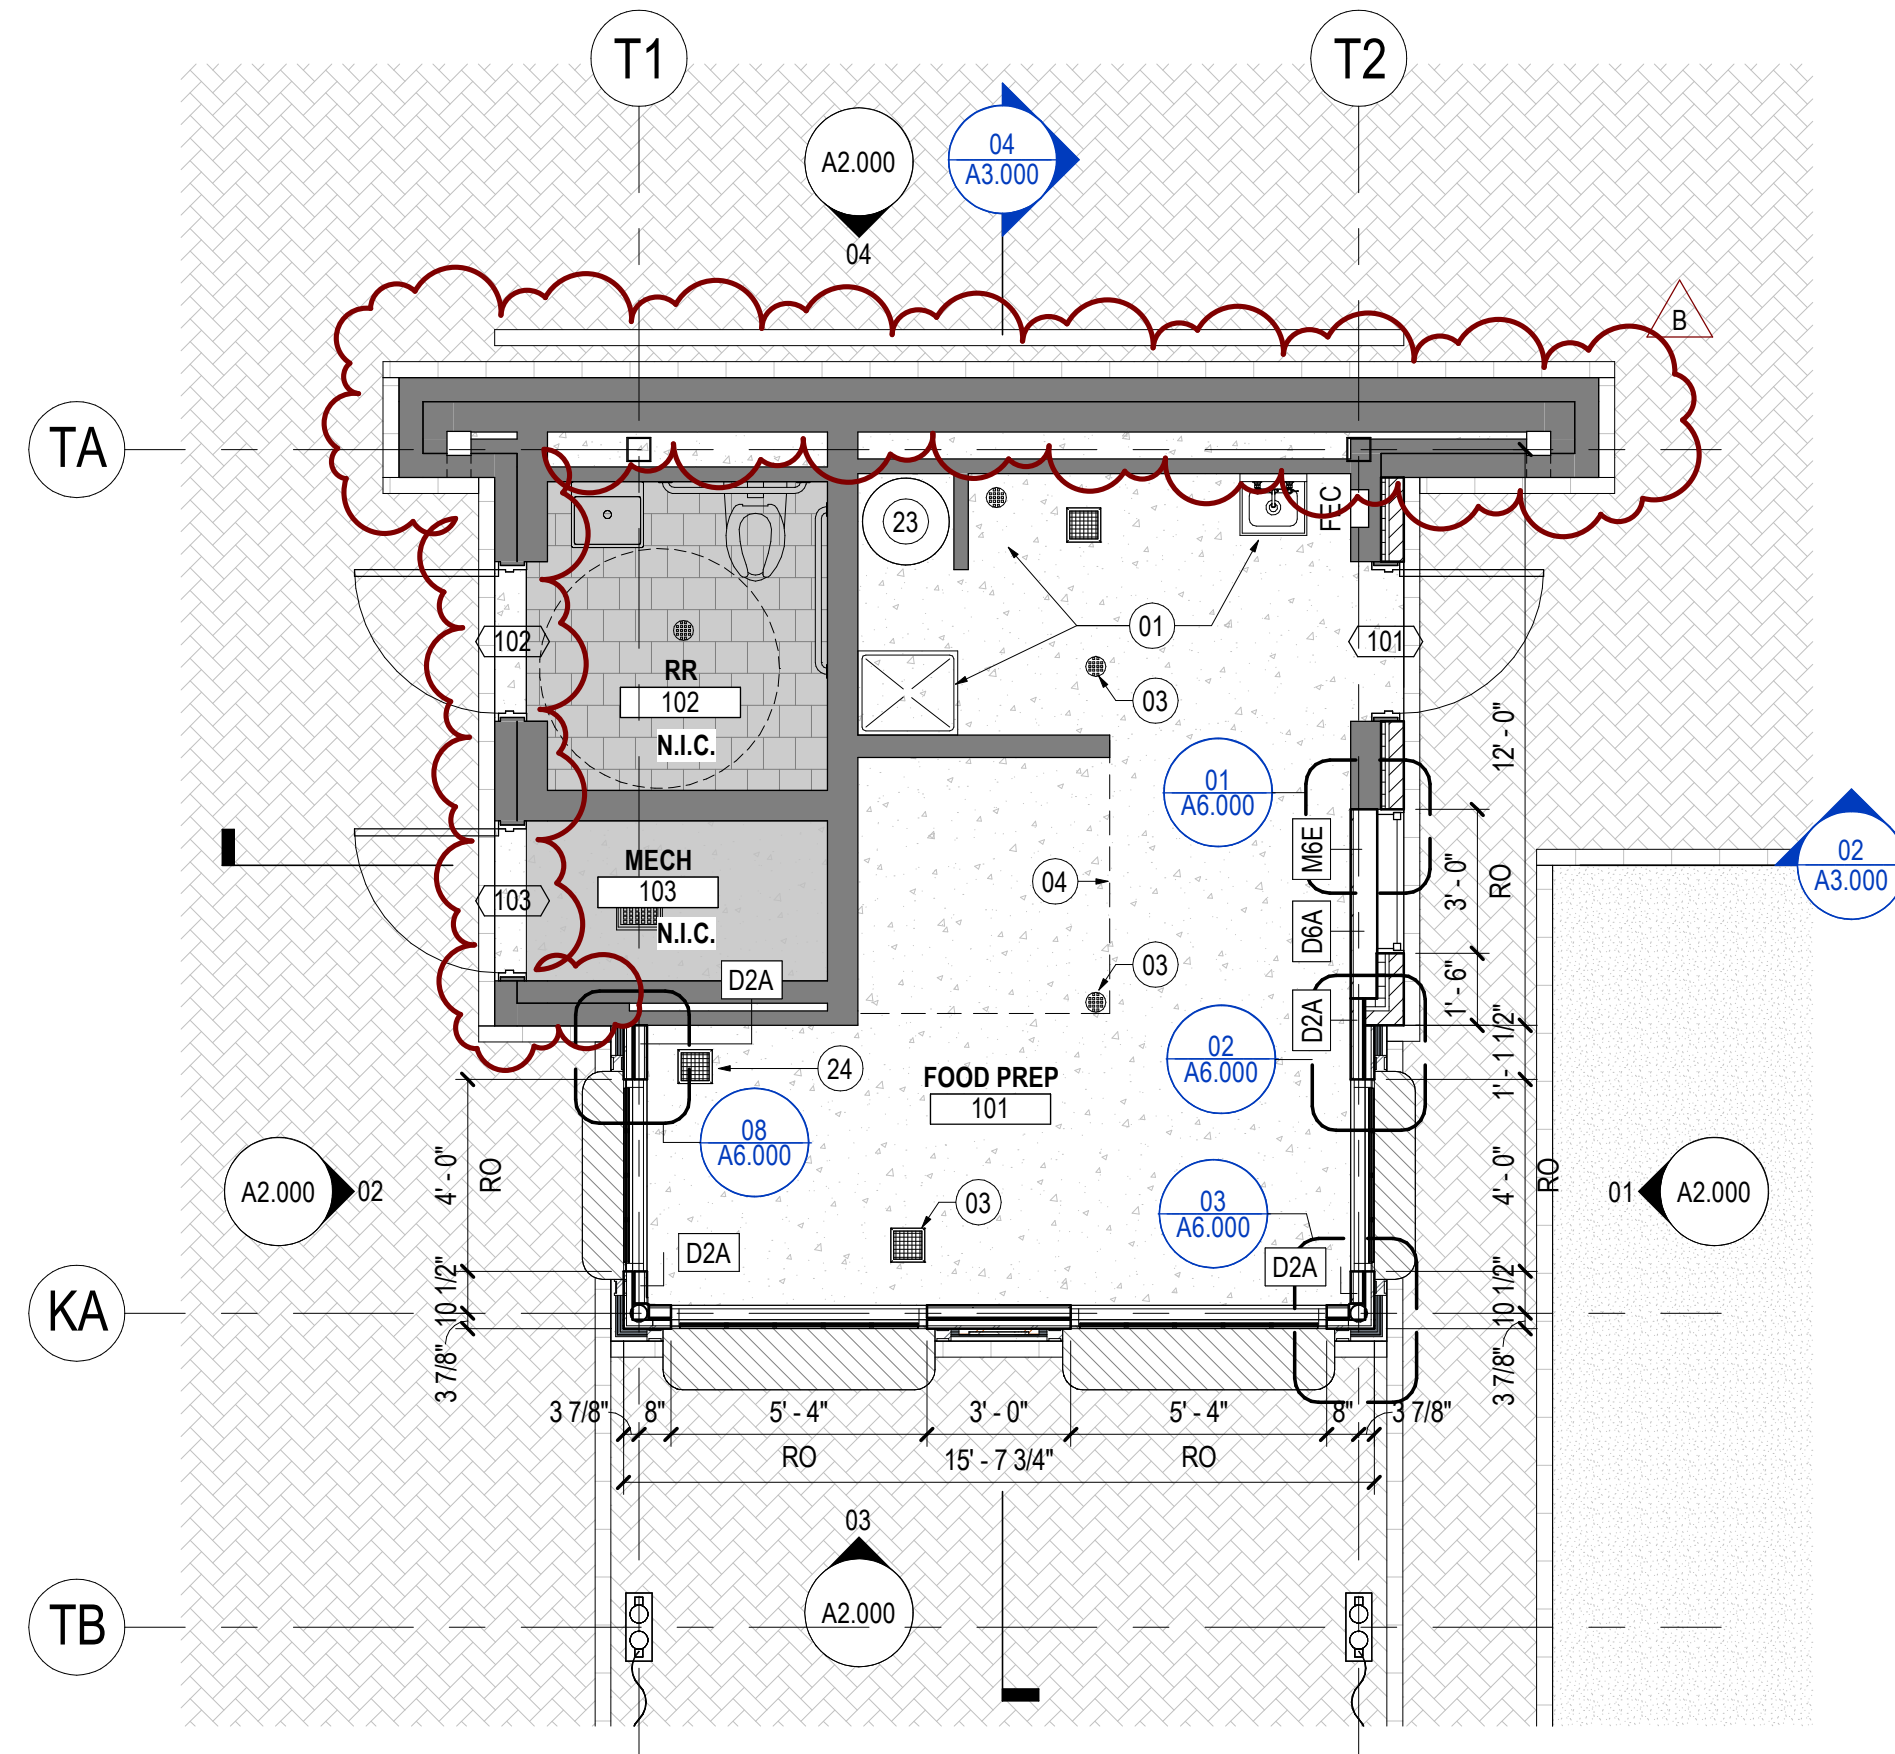 T1
T2
A2.000
04
04
A3.000
B
TA
23
FEC
01
102
101
RR
102
03
N.I.C.
12' - 0"
01
A6.000
M6E
MECH
103
04
3' - 0"
RO
02
A3.000
103
N.I.C.
D6A
D2A
03
1' - 6"
D2A
1' - 1 1/2"
24
02
A6.000
FOOD PREP
101
08
A6.000
4' - 0"
RO
4' - 0"
RO
A2.000
02
01
A2.000
03
03
A6.000
D2A
D2A
KA
10 1/2"
10 1/2"
3 7/8"
3 7/8"
3 7/8"
8"
5' - 4"
3' - 0"
5' - 4"
8"
3 7/8"
RO
15' - 7 3/4"
RO
03
A2.000
TB